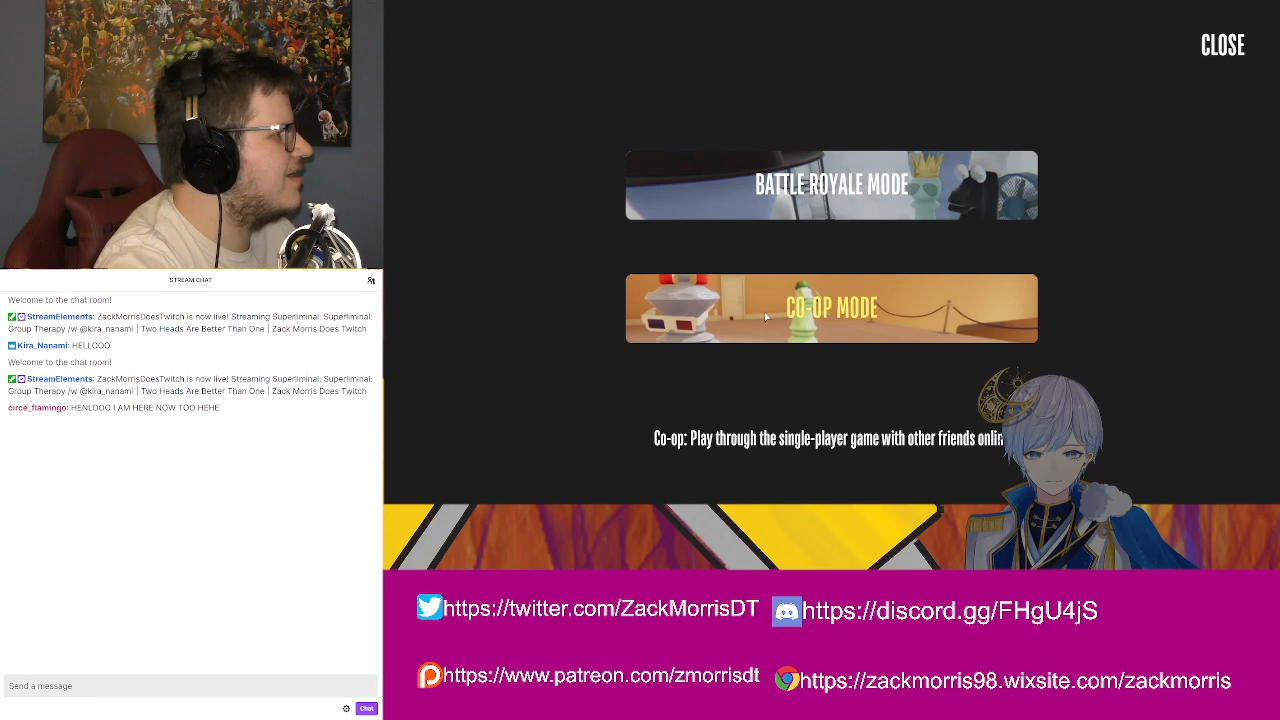 CLOSE
BATTLE ROYALE MODE
CO-OP MODE
Co-op: Play through the single-player game with other friends onlin
STREAM CHAT
Welcome to the chat room!
StreamElements: ZackMorrisDoesTwitch is now live! Streaming Superliminal: Superliminal:
Group Therapy /w @kira_nanami | Two Heads Are Better Than One | Zack Morris Does Twitch
Kira_Nanami: HELLOOO
Welcome to the chat room!
StreamElements: ZackMorrisDoesTwitch is now live! Streaming Superliminal: Superliminal:
Group Therapy /w @kira_nanami | Two Heads Are Better Than One | Zack Morris Does Twitch
circe_flamingo: HENLOOO I AM HERE NOW TOO HEHE
Send a message
Chat
https://twitter.com/ZackMorrisDT
https://discord.gg/FHgU4jS
https://www.patreon.com/zmorrisdt
https://zackmorris98.wixsite.com/zackmorris